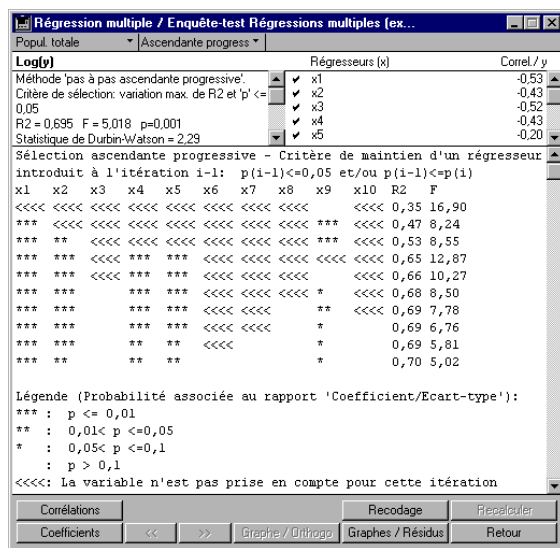 Régression multiple / Enquête-test Régressions multiples (ex...
Popul. totale Ascendante progress
Log(y) Régresseurs (x) Correl./ y
Méthode 'pas à pas ascendante progressive'.
Critère de sélection: variation max. de R2 et 'p' <=
0,05
R2 = 0,695 F = 5,018 p=0,001
Statistique de Durbin-Watson = 2,29
x1 -0,53
x2 -0,43
x3 -0,52
x4 -0,43
x5 -0,20
Sélection ascendante progressive - Critère de maintien d'un régresseur
introduit à l'itération i-1: p(i-1)<=0,05 et/ou p(i-1)<=p(i)
x1 x2 x3 x4 x5 x6 x7 x8 x9 x10 R2 F
<<<< <<<< <<<< <<<< <<<< <<<< <<<< <<<< <<<< 0,35 16,90
*** <<<< <<<< <<<< <<<< <<<< <<<< <<<< *** <<<< 0,47 8,24
*** ** <<<< <<<< <<<< <<<< <<<< <<<< *** <<<< 0,53 8,55
*** *** <<<< *** *** <<<< <<<< <<<< <<<< <<<< 0,65 12,87
*** *** <<<< *** *** <<<< <<<< <<<< <<<< 0,66 10,27
*** *** *** *** <<<< <<<< <<<< * <<<< 0,68 8,50
*** *** *** *** <<<< <<<< ** <<<< 0,69 7,78
*** *** *** *** <<<< <<<< * 0,69 6,76
*** *** ** ** <<<< * 0,69 5,81
*** ** ** ** * 0,70 5,02
Légende (Probabilité associée au rapport 'Coefficient/Ecart-type'):
*** : p <= 0,01
** : 0,01< p <=0,05
* : 0,05< p <=0,1
: p > 0,1
<<<<: La variable n'est pas prise en compte pour cette itération
Corrélations Recodage Recalculer
Coefficients << >> Graphe / Orthogo Graphes / Résidus Retour